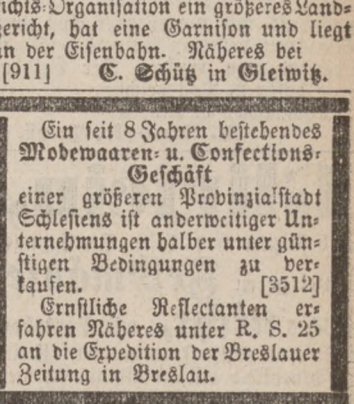 richts-Organisation ein größeres Land-
gericht, hat eine Garnison und liegt
an der Eisenbahn. Näheres bei
[911] C. Schütz in Gleiwitz.
Ein seit 8 Jahren bestehendes
Modewaaren- u. Confections-
Geschäft
einer größeren Provinzialstadt
Schlesiens ist anderweitiger Un-
ternehmungen halber unter gün-
stigen Bedingungen zu ver-
kaufen. [3512]
Ernstliche Reflectanten er-
fahren Näheres unter R. S. 25
an die Expedition der Breslauer
Zeitung in Breslau.